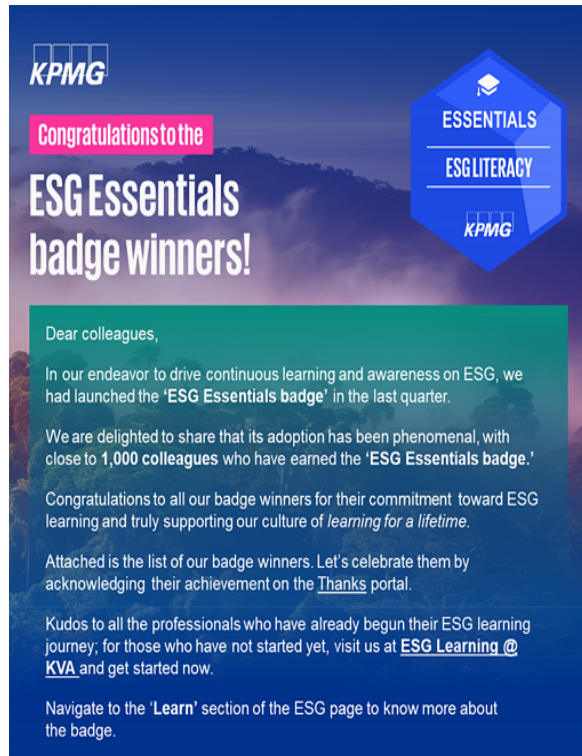 KPMG
Congratulations to the
ESG Essentials
badge winners!
ESSENTIALS
ESG LITERACY
KPMG
Dear colleagues,
In our endeavor to drive continuous learning and awareness on ESG, we
had launched the ‘ESG Essentials badge’ in the last quarter.
We are delighted to share that its adoption has been phenomenal, with
close to 1,000 colleagues who have earned the ‘ESG Essentials badge.’
Congratulations to all our badge winners for their commitment toward ESG
learning and truly supporting our culture of learning for a lifetime.
Attached is the list of our badge winners. Let’s celebrate them by
acknowledging their achievement on the Thanks portal.
Kudos to all the professionals who have already begun their ESG learning
journey; for those who have not started yet, visit us at ESG Learning @
KVA and get started now.
Navigate to the ‘Learn’ section of the ESG page to know more about
the badge.